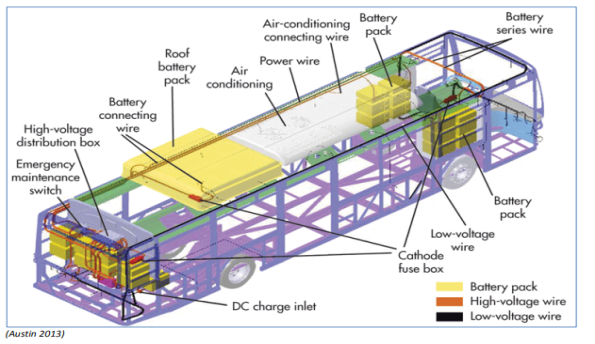 Roof
battery
pack
Air-conditioning
connecting wire
Battery
pack
Battery
series wire
Power wire
Air
conditioning
Battery
connecting
wire
High-voltage
distribution box
Emergency
maintenance
switch
Battery
pack
Low-voltage
wire
Cathode
fuse box
DC charge inlet
Battery pack
High-voltage wire
Low-voltage wire
(Austin 2013)